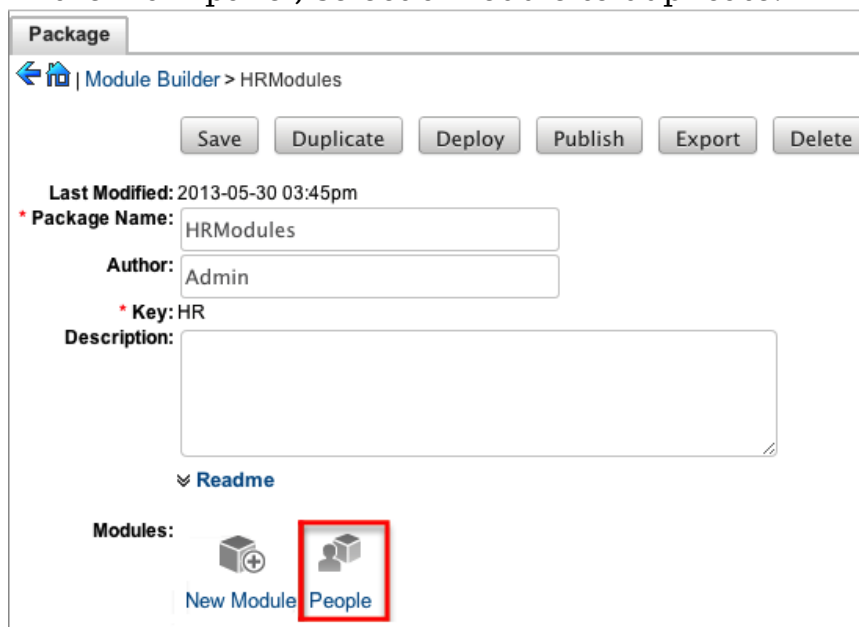 Package
| Module Builder > HRModules
Save Duplicate Deploy Publish Export Delete
Last Modified: 2013-05-30 03:45pm
* Package Name: HRModules
Author: Admin
* Key: HR
Description:
Readme
Modules:
New Module People